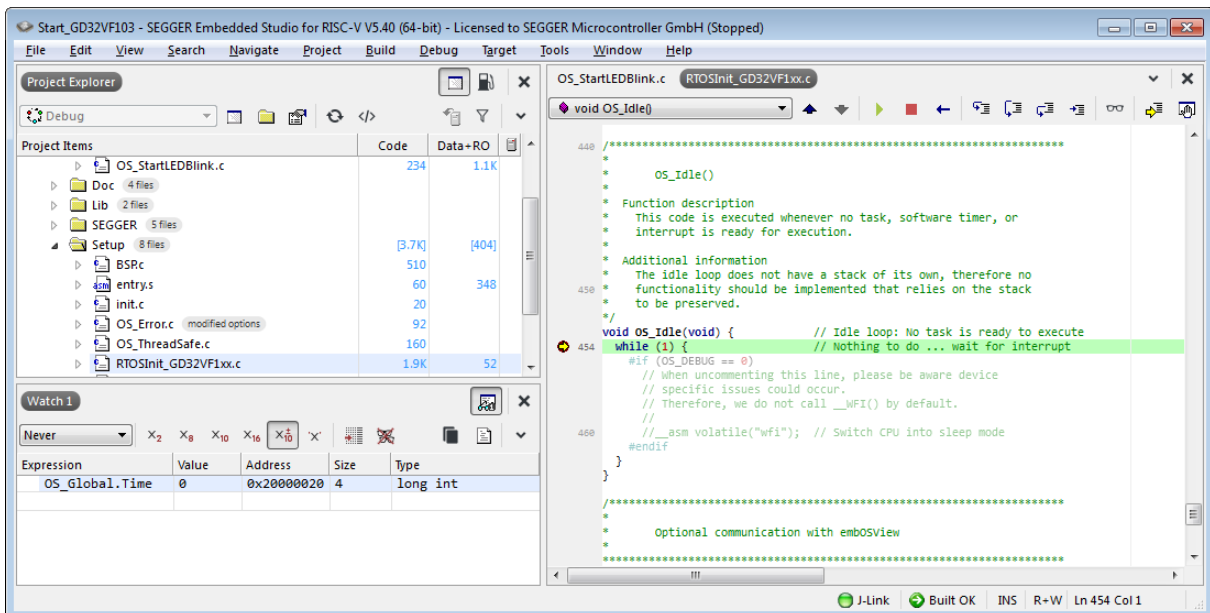 Start_GD32VF103 - SEGGER Embedded Studio for RISC-V V5.40 (64-bit) - Licensed to SEGGER Microcontroller GmbH (Stopped)
File Edit View Search Navigate Project Build Debug Target Tools Window Help
Project Explorer
Debug
Project Items Code Data+RO
OS_StartLEDBlink.c 234 1.1K
Doc 4 files
Lib 2 files
SEGGER 5 files
Setup 8 files [3.7K] [404]
BSP.c 510
asm entry.s 60 348
init.c 20
OS_Error.c modified options 92
OS_ThreadSafe.c 160
RTOSInit_GD32VF1xx.c 1.9K 52
Watch 1
Never X2 X8 X10 X16 X±10 'X'
Expression Value Address Size Type
OS_Global.Time 0 0x20000020 4 long int
OS_StartLEDBlink.c RTOSInit_GD32VF1xx.c
void OS_Idle()
440 /*********************************************************************
*
* OS_Idle()
*
* Function description
* This code is executed whenever no task, software timer, or
* interrupt is ready for execution.
*
* Additional information
* The idle loop does not have a stack of its own, therefore no
450 * functionality should be implemented that relies on the stack
* to be preserved.
*/
void OS_Idle(void) { // Idle loop: No task is ready to execute
454 while (1) { // Nothing to do ... wait for interrupt
#if (OS_DEBUG == 0)
// When uncommenting this line, please be aware device
// specific issues could occur.
// Therefore, we do not call __WFI() by default.
//
460 //__asm volatile("wfi"); // Switch CPU into sleep mode
#endif
}
}
/*********************************************************************
*
* Optional communication with embOSView
*
**********************************************************************
J-Link Built OK INS R+W Ln 454 Col 1